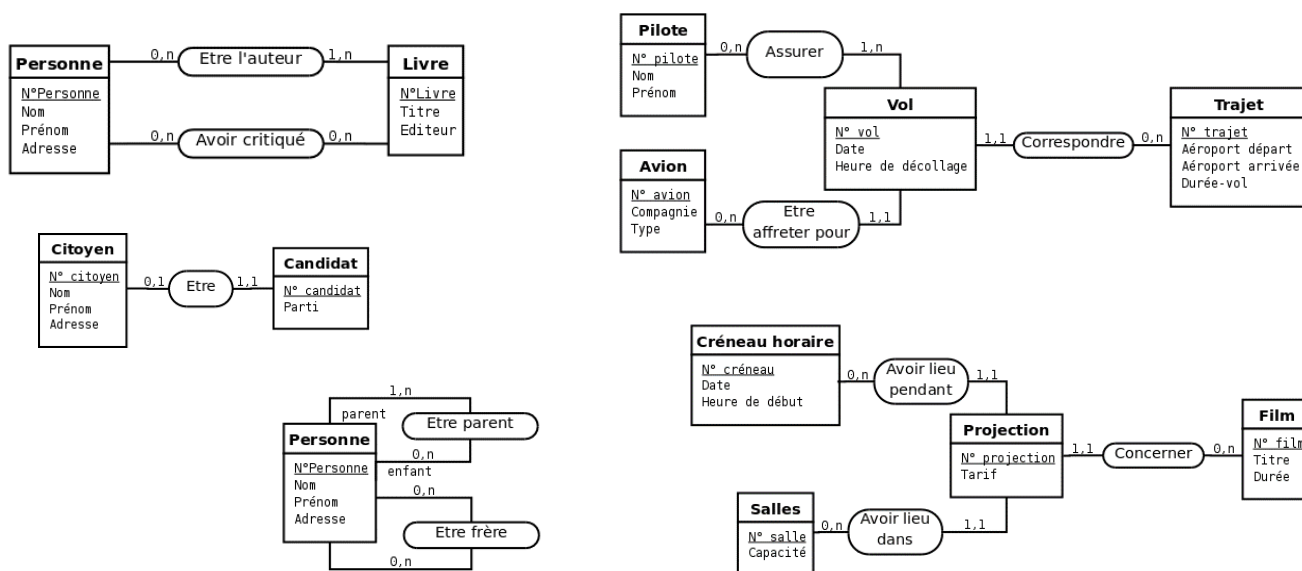 Personne
N°Personne
Nom
Prénom
Adresse
0,n
Etre l'auteur
1,n
0,n
Avoir critiqué
0,n
Livre
N°Livre
Titre
Editeur
Citoyen
N° citoyen
Nom
Prénom
Adresse
0,1
Etre
1,1
Candidat
N° candidat
Parti
1,n
parent
Etre parent
Personne
N°Personne
Nom
Prénom
Adresse
0,n
enfant
0,n
Etre frère
0,n
Pilote
N° pilote
Nom
Prénom
0,n
Assurer
1,n
Vol
N° vol
Date
Heure de décollage
1,1
Correspondre
0,n
Trajet
N° trajet
Aéroport départ
Aéroport arrivée
Durée-vol
Avion
N° avion
Compagnie
Type
0,n
Etre
affreter pour
1,1
Créneau horaire
N° créneau
Date
Heure de début
0,n
Avoir lieu
pendant
1,1
Projection
N° projection
Tarif
1,1
Concerner
0,n
Film
N° film
Titre
Durée
Salles
N° salle
Capacité
0,n
Avoir lieu
dans
1,1